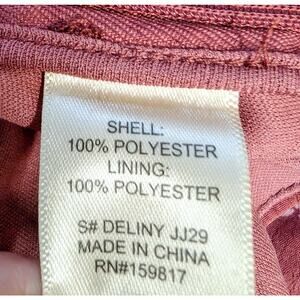 SHELL:
100% POLYESTER
LINING:
100% POLYESTER
S# DELINY JJ29
MADE IN CHINA
RN#159817